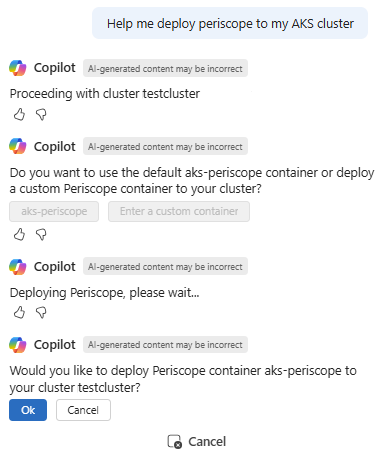 Help me deploy periscope to my AKS cluster
Copilot AI-generated content may be incorrect
Proceeding with cluster testcluster
Copilot AI-generated content may be incorrect
Do you want to use the default aks-periscope container or deploy
a custom Periscope container to your cluster?
aks-periscope Enter a custom container
Copilot AI-generated content may be incorrect
Deploying Periscope, please wait...
Copilot AI-generated content may be incorrect
Would you like to deploy Periscope container aks-periscope to
your cluster testcluster?
Ok Cancel
Cancel